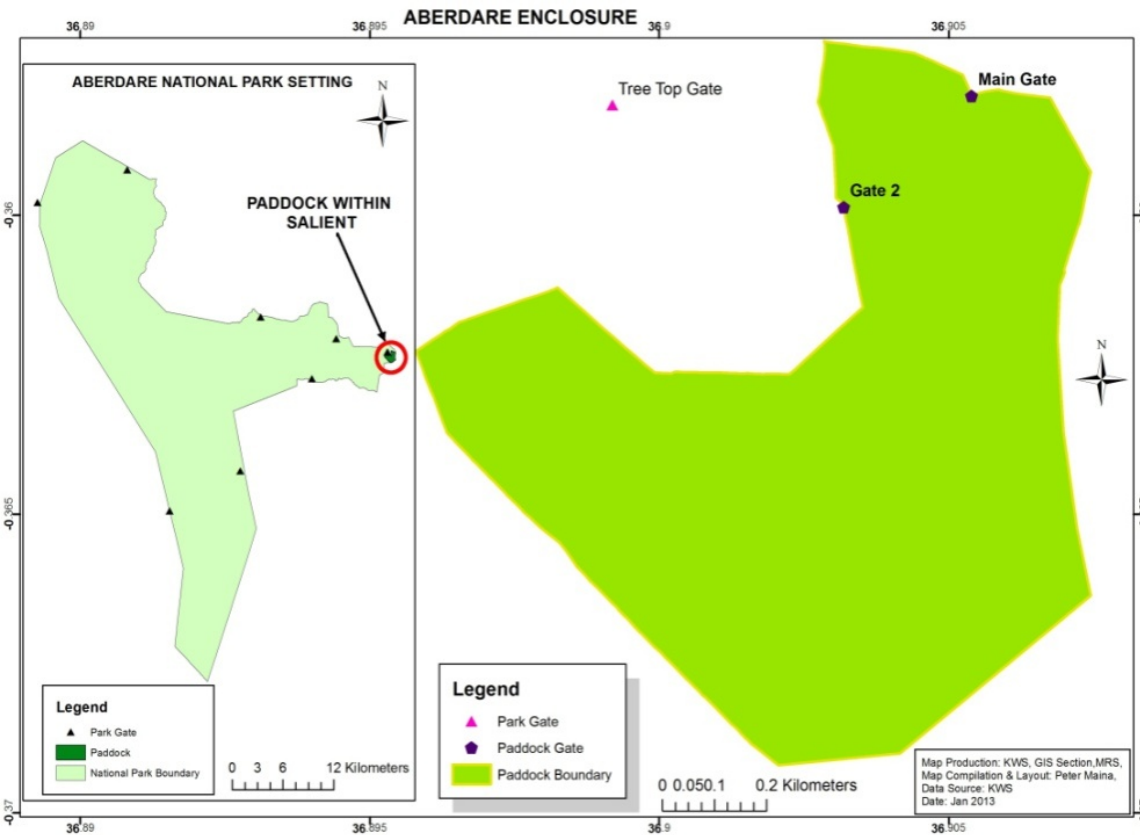 ABERDARE ENCLOSURE
36.89 36.895 36.9 36.905
ABERDARE NATIONAL PARK SETTING
N
PADDOCK WITHIN
SALIENT
Tree Top Gate
Main Gate
Gate 2
N
-0.36
-0.365
-0.37
Legend
Park Gate
Paddock
National Park Boundary
0 3 6 12 Kilometers
Legend
Park Gate
Paddock Gate
Paddock Boundary
0 0.050.1 0.2 Kilometers
Map Production: KWS, GIS Section,MRS,
Map Compilation & Layout: Peter Maina,
Data Source: KWS
Date: Jan 2013
36.89 36.895 36.9 36.905